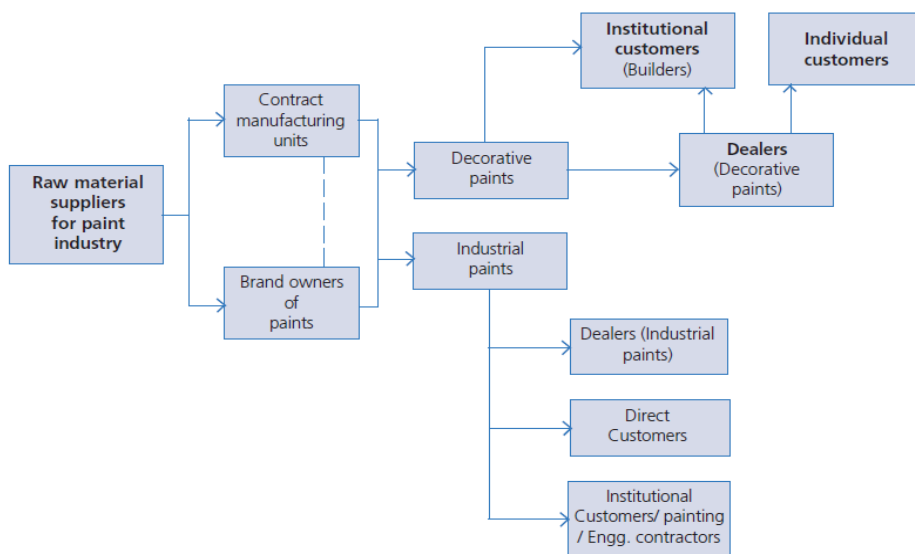 Institutional
customers
(Builders)
Individual
customers
Contract
manufacturing
units
Decorative
paints
Dealers
(Decorative
paints)
Raw material
suppliers
for paint
industry
Industrial
paints
Brand owners
of
paints
Dealers (Industrial
paints)
Direct
Customers
Institutional
Customers/ painting
/ Engg. contractors